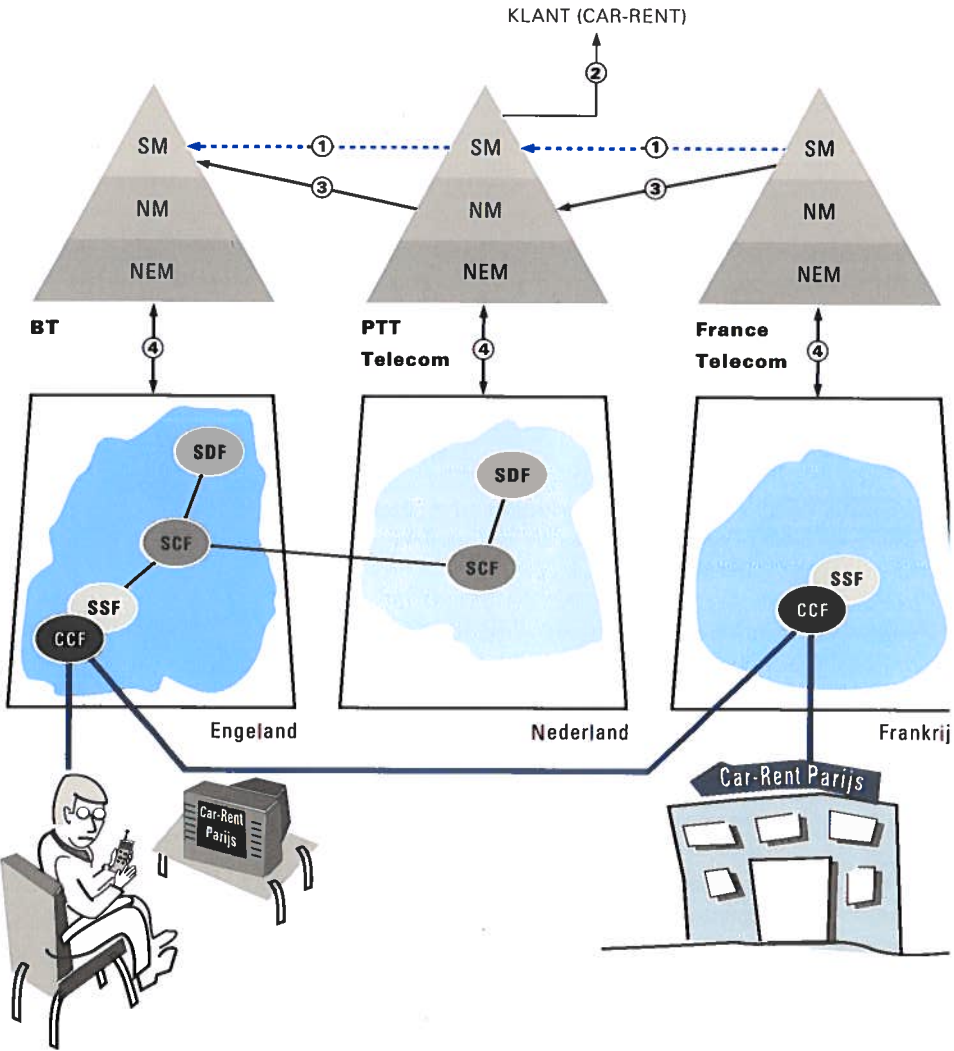 KLANT (CAR-RENT)
2
SM 1 SM 1 SM
3 3
NM NM NM
NEM NEM NEM
BT PTT Telecom France Telecom
4 4 4
SDF SDF
SCF SCF
SSF SSF
CCF CCF
Engeland Nederland Frankrij
Car-Rent Parijs
Car-Rent
Parijs